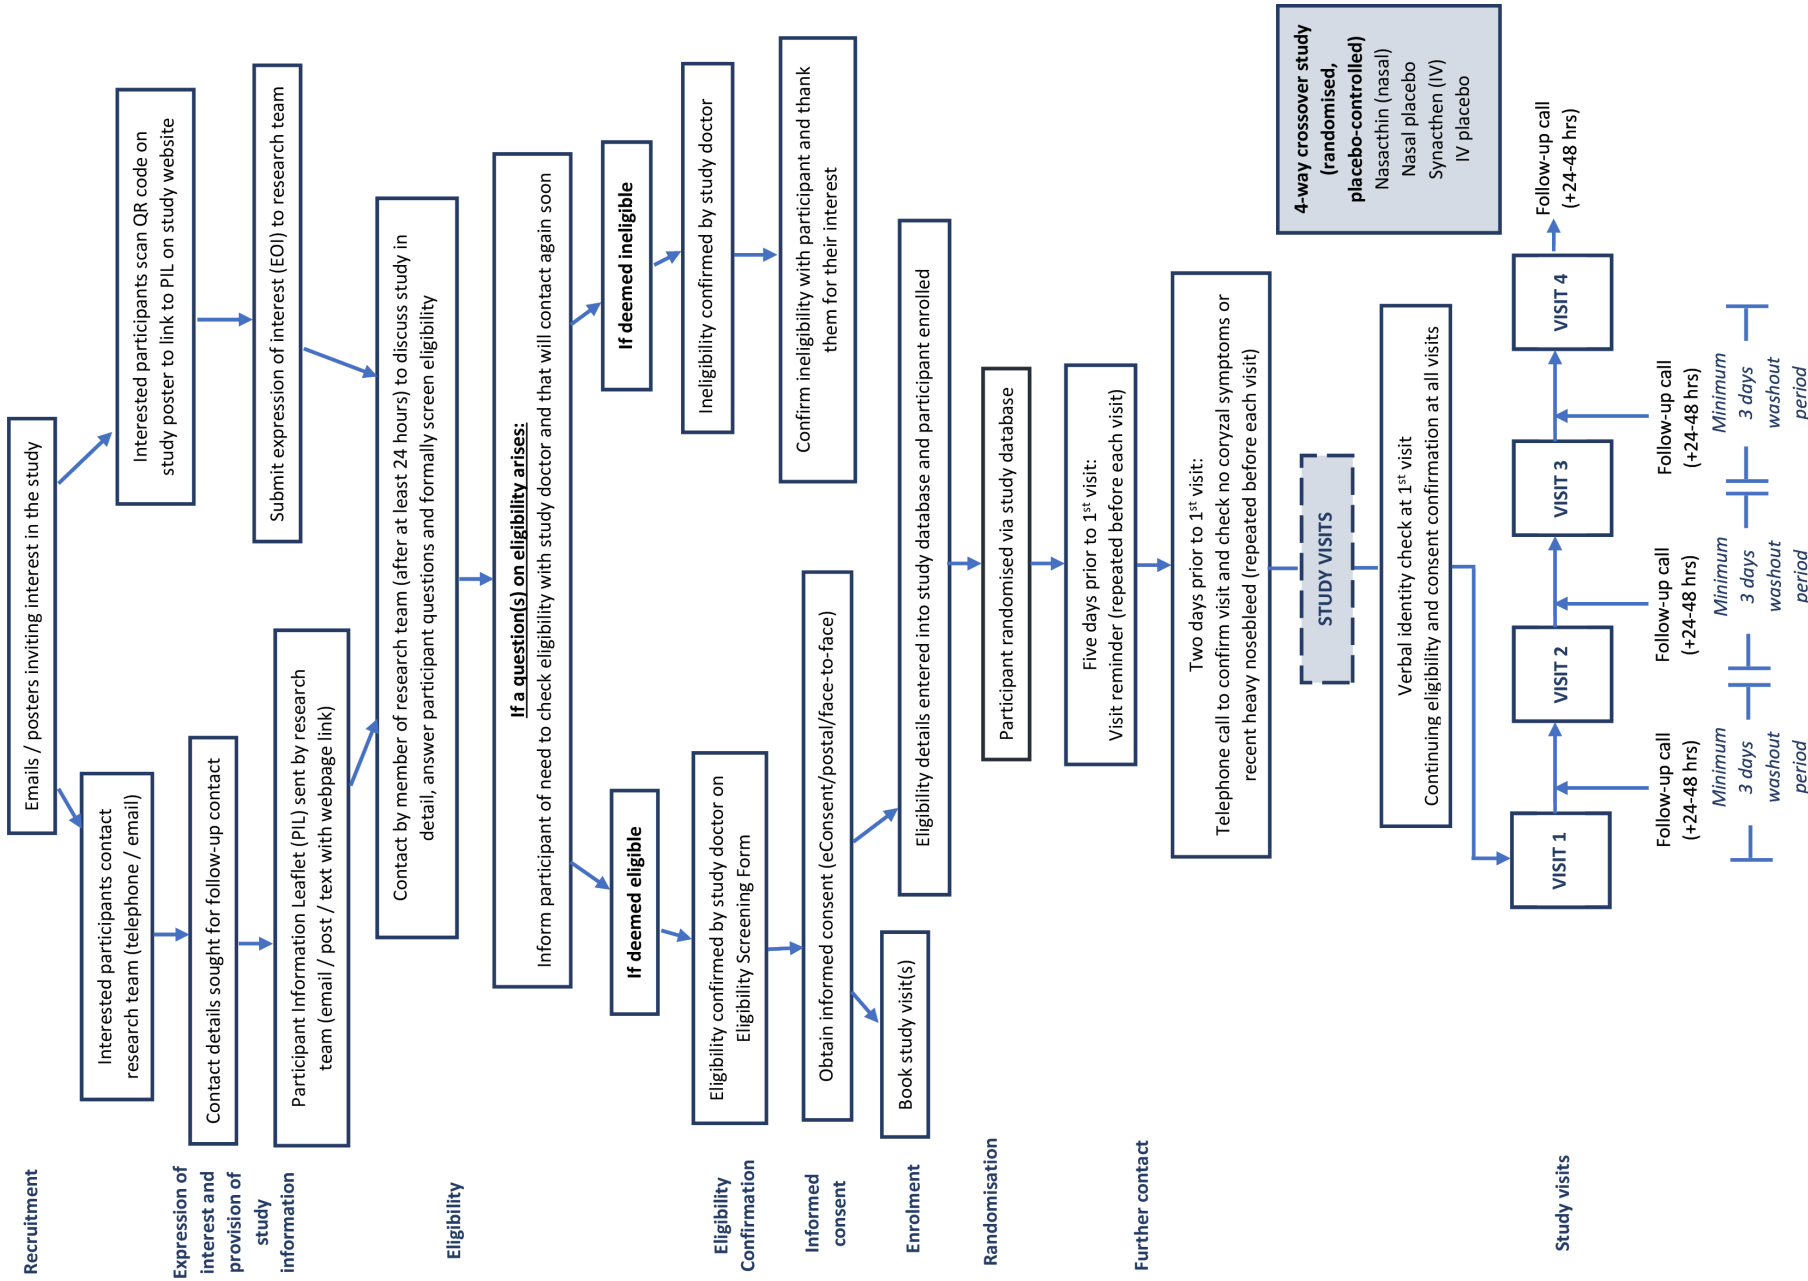 Recruitment
Emails / posters inviting interest in the study
Expression of
interest and
provision of
study
information
Interested participants contact
research team (telephone / email)
Interested participants scan QR code on
study poster to link to PIL on study website
Contact details sought for follow-up contact
Submit expression of interest (EOI) to research team
Participant Information Leaflet (PIL) sent by research
team (email / post / text with webpage link)
Eligibility
Contact by member of research team (after at least 24 hours) to discuss study in
detail, answer participant questions and formally screen eligibility
If a question(s) on eligibility arises:
Inform participant of need to check eligibility with study doctor and that will contact again soon
If deemed eligible
If deemed ineligible
Eligibility
Confirmation
Eligibility confirmed by study doctor on
Eligibility Screening Form
Ineligibility confirmed by study doctor
Informed
consent
Obtain informed consent (eConsent/postal/face-to-face)
Confirm ineligibility with participant and thank
them for their interest
Enrolment
Book study visit(s)
Eligibility details entered into study database and participant enrolled
Randomisation
Participant randomised via study database
Further contact
Five days prior to 1st visit:
Visit reminder (repeated before each visit)
Two days prior to 1st visit:
Telephone call to confirm visit and check no coryzal symptoms or
recent heavy nosebleed (repeated before each visit)
STUDY VISITS
4-way crossover study
(randomised,
placebo-controlled)
Nasacthin (nasal)
Nasal placebo
Synacthen (IV)
IV placebo
Verbal identity check at 1st visit
Continuing eligibility and consent confirmation at all visits
Study visits
VISIT 1
VISIT 2
VISIT 3
VISIT 4
Follow-up call
(+24-48 hrs)
Follow-up call
(+24-48 hrs)
Follow-up call
(+24-48 hrs)
Follow-up call
(+24-48 hrs)
Minimum
3 days
washout
period
Minimum
3 days
washout
period
Minimum
3 days
washout
period